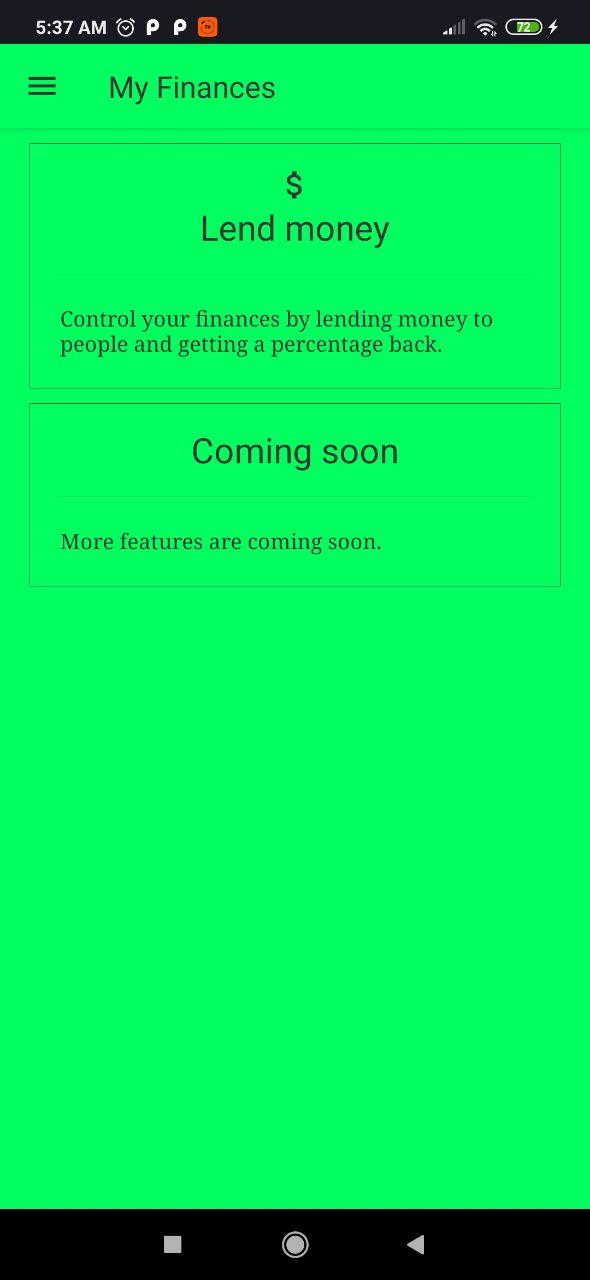 5:37 AM P P 72
My Finances
$
Lend money
Control your finances by lending money to
people and getting a percentage back.
Coming soon
More features are coming soon.